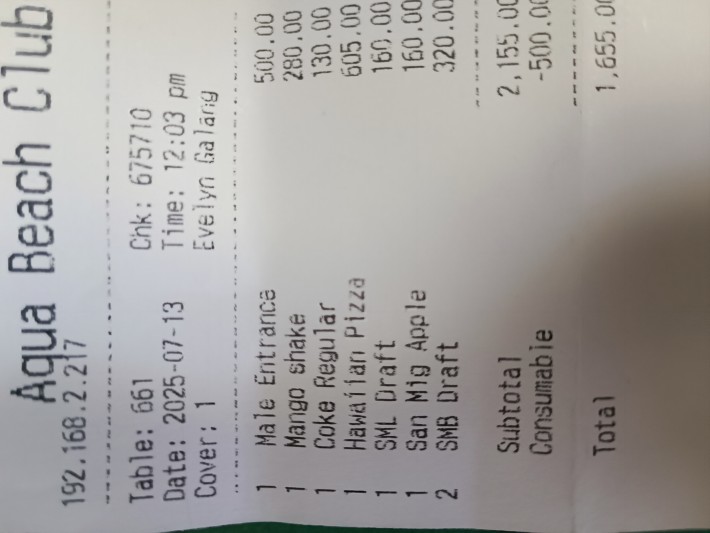 Aqua Beach Club
192.168.2.217
Table: 661 Chk: 675710
Date: 2025-07-13 Time: 12:03 pm
Cover: 1 Evelyn Galang
1 Male Entrance 500.00
1 Mango shake 280.00
1 Coke Regular 130.00
1 Hawaiian Pizza 605.00
1 SML Draft 160.00
1 San Mig Apple 160.00
2 SMB Draft 320.00
Subtotal 2,155.00
Consumable -500.00
Total 1,655.00